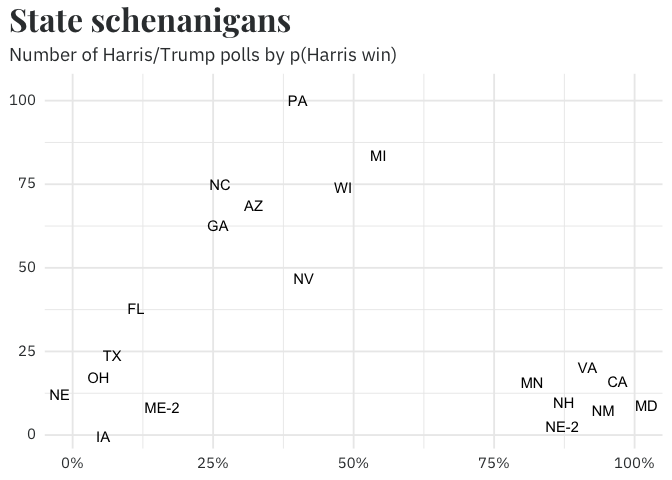 State schenanigans
Number of Harris/Trump polls by p(Harris win)
100
PA
MI
75
NC
WI
AZ
GA
50
NV
FL
25
TX
VA
OH
MN
CA
NE
NH
MD
ME-2
NM
NE-2
0
IA
0%
25%
50%
75%
100%